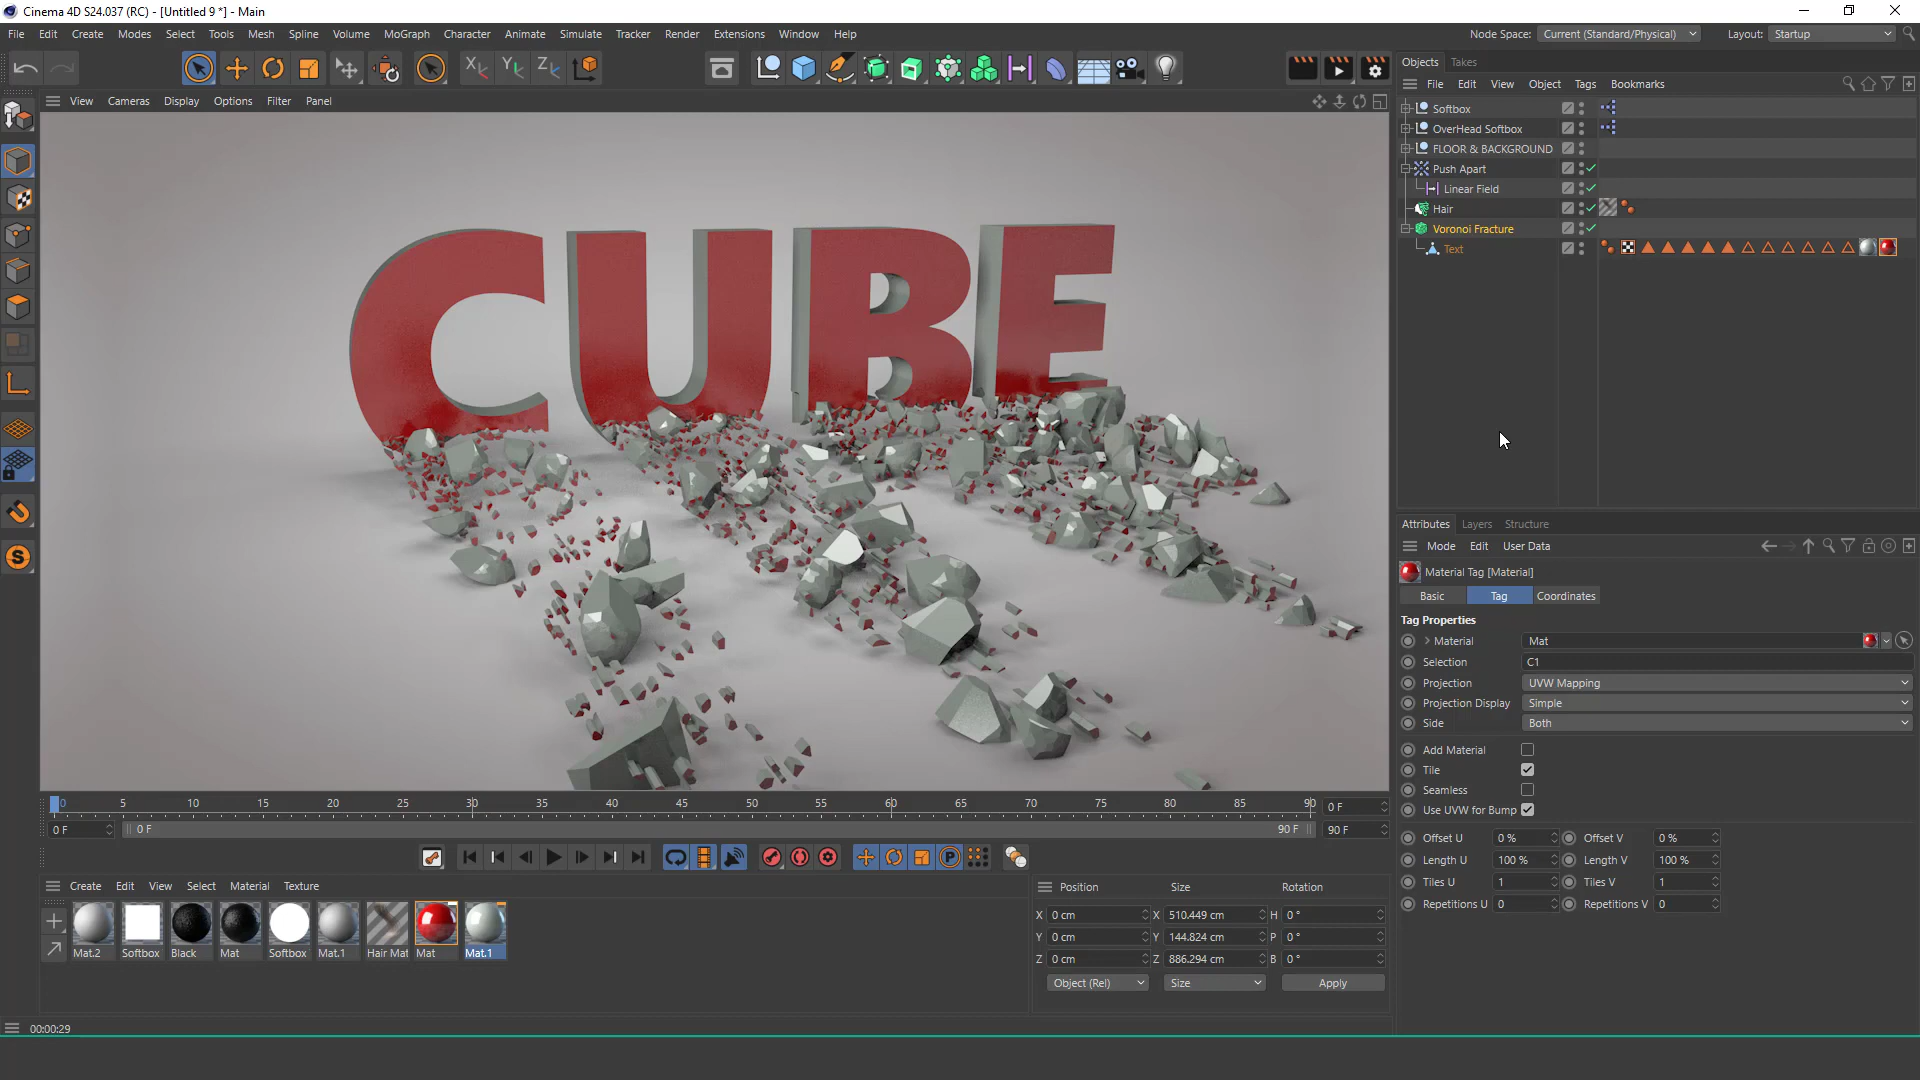 Cinema 4D S24.037 (RC) - [Untitled 9 *] - Main
File Edit Create Modes Select Tools Mesh Spline Volume MoGraph Character Animate Simulate Tracker Render Extensions Window Help
Node Space: Current (Standard/Physical) Layout: Startup
X Y Z
Objects Takes
File Edit View Object Tags Bookmarks
View Cameras Display Options Filter Panel
Softbox
OverHead Softbox
FLOOR & BACKGROUND
Push Apart
Linear Field
Hair
Voronoi Fracture
Text
CUBE
Attributes Layers Structure
Mode Edit User Data
Material Tag [Material]
Basic Tag Coordinates
Tag Properties
Material Mat
Selection C1
Projection UVW Mapping
Projection Display Simple
Side Both
Add Material
Tile
Seamless
Use UVW for Bump
Offset U 0 % Offset V 0 %
Length U 100 % Length V 100 %
Tiles U 1 Tiles V 1
Repetitions U 0 Repetitions V 0
0 5 10 15 20 25 30 35 40 45 50 55 60 65 70 75 80 85 90 0 F
0 F 0 F 90 F 90 F
P
S
Create Edit View Select Material Texture
Mat.2 Softbox Black Mat Softbox Mat.1 Hair Mat Mat Mat.1
Position Size Rotation
X 0 cm X 510.449 cm H 0 °
Y 0 cm Y 144.824 cm P 0 °
Z 0 cm Z 886.294 cm B 0 °
Object (Rel) Size Apply
00:00:29